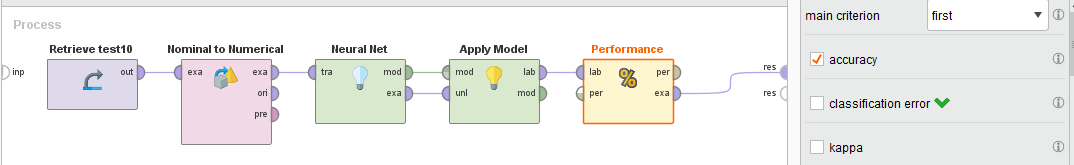 Process
Retrieve test10
Nominal to Numerical
Neural Net
Apply Model
Performance
inp
out
exa
exa
ori
pre
tra
mod
exa
mod
unl
lab
mod
lab
per
%
per
exa
res
res
main criterion
first
accuracy
classification error
kappa